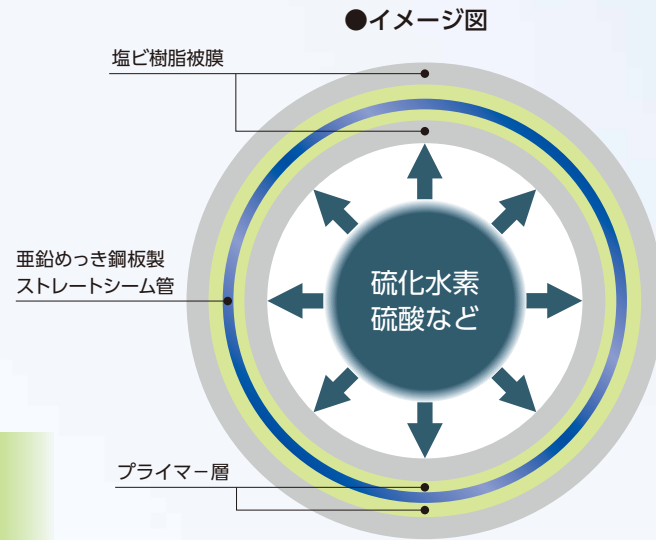 ●イメージ図
塩ビ樹脂被膜
亜鉛めっき鋼板製
ストレートシーム管
硫化水素
硫酸など
プライマー層